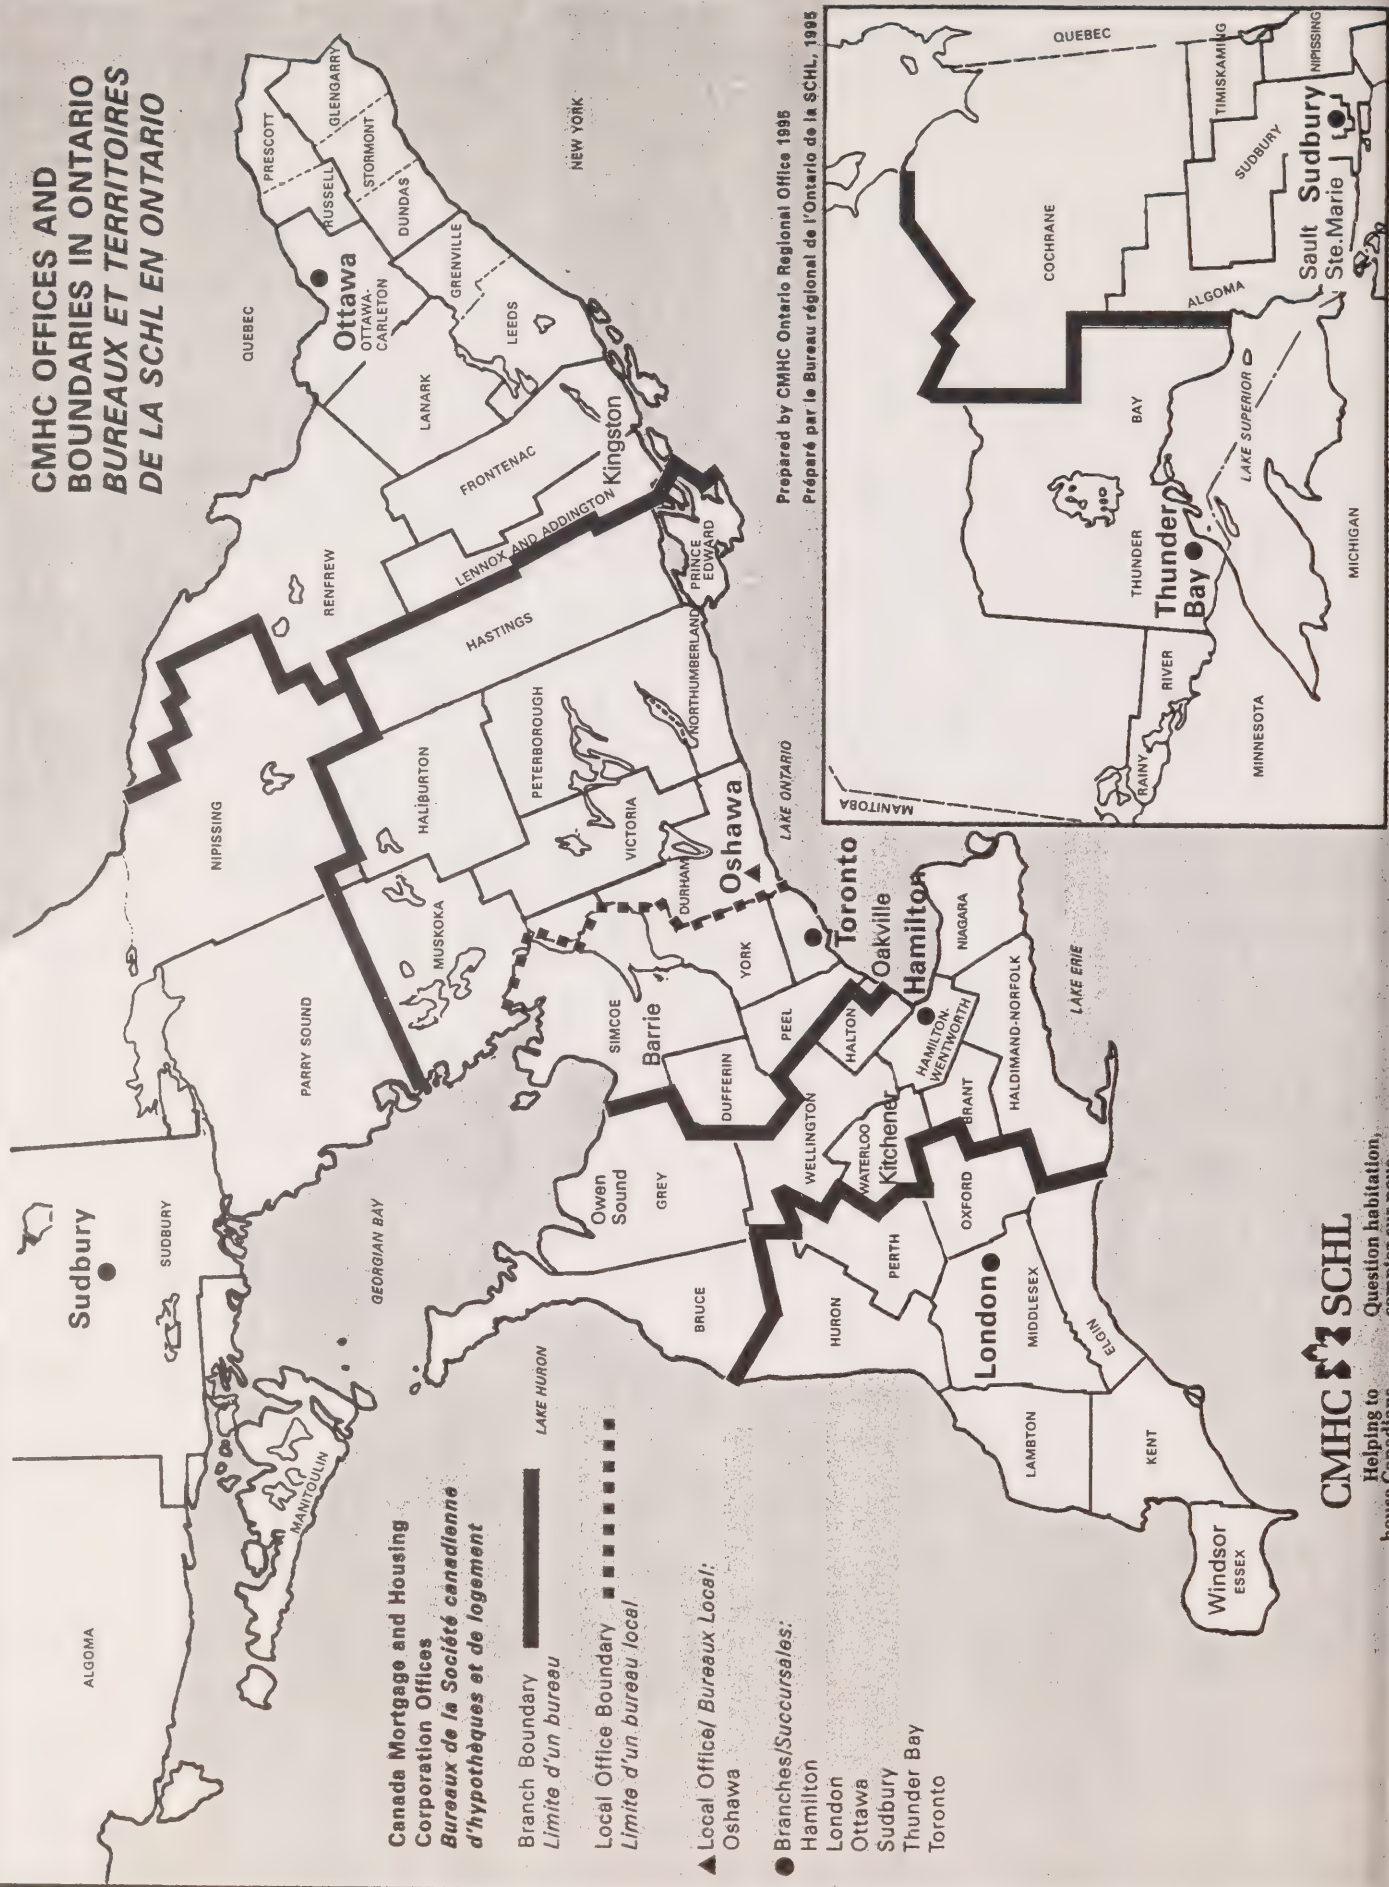 CMHC OFFICES AND
BOUNDARIES IN ONTARIO
BUREAUX ET TERRITOIRES
DE LA SCHL EN ONTARIO
ALGOMA
Sudbury
SUDBURY
MANITOULIN
GEORGIAN BAY
LAKE HURON
PARRY SOUND
NIPISSING
MUSKOKA
HALIBURTON
RENFREW
HASTINGS
LENNOX AND ADDINGTON
FRONTENAC
Kingston
LANARK
LEEDS
GRENVILLE
QUEBEC
Ottawa
OTTAWA-
CARLETON
RUSSELL
PRESCOTT
DUNDAS
STORMONT
GLENGARRY
NEW YORK
PRINCE
EDWARD
NORTHUMBERLAND
PETERBOROUGH
VICTORIA
DURHAM
Oshawa
LAKE ONTARIO
YORK
Toronto
SIMCOE
Barrie
PEEL
DUFFERIN
Oakville
HALTON
Hamilton
HAMILTON-
WENTWORTH
NIAGARA
HALDIMAND-NORFOLK
BRANT
LAKE ERIE
Owen
Sound
GREY
BRUCE
WELLINGTON
WATERLOO
Kitchener
PERTH
HURON
OXFORD
London
MIDDLESEX
ELGIN
LAMBTON
KENT
Windsor
ESSEX
Canada Mortgage and Housing
Corporation Offices
Bureaux de la Société canadienne
d'hypothèques et de logement
Branch Boundary
Limite d'un bureau
Local Office Boundary
Limite d'un bureau local
Local Office/ Bureaux Local:
Oshawa
Branches/Succursales:
Hamilton
London
Ottawa
Sudbury
Thunder Bay
Toronto
Prepared by CMHC Ontario Regional Office 1995
Préparé par le Bureau régional de l'Ontario de la SCHL, 1995
MANITOBA
RAINY
RIVER
MINNESOTA
THUNDER
BAY
Thunder
Bay
LAKE SUPERIOR
MICHIGAN
COCHRANE
ALGOMA
QUEBEC
TIMISKAMING
SUDBURY
NIPISSING
Sault
Ste.Marie
Sudbury
CMHC SCHL
Helping to
Question habitation,
house